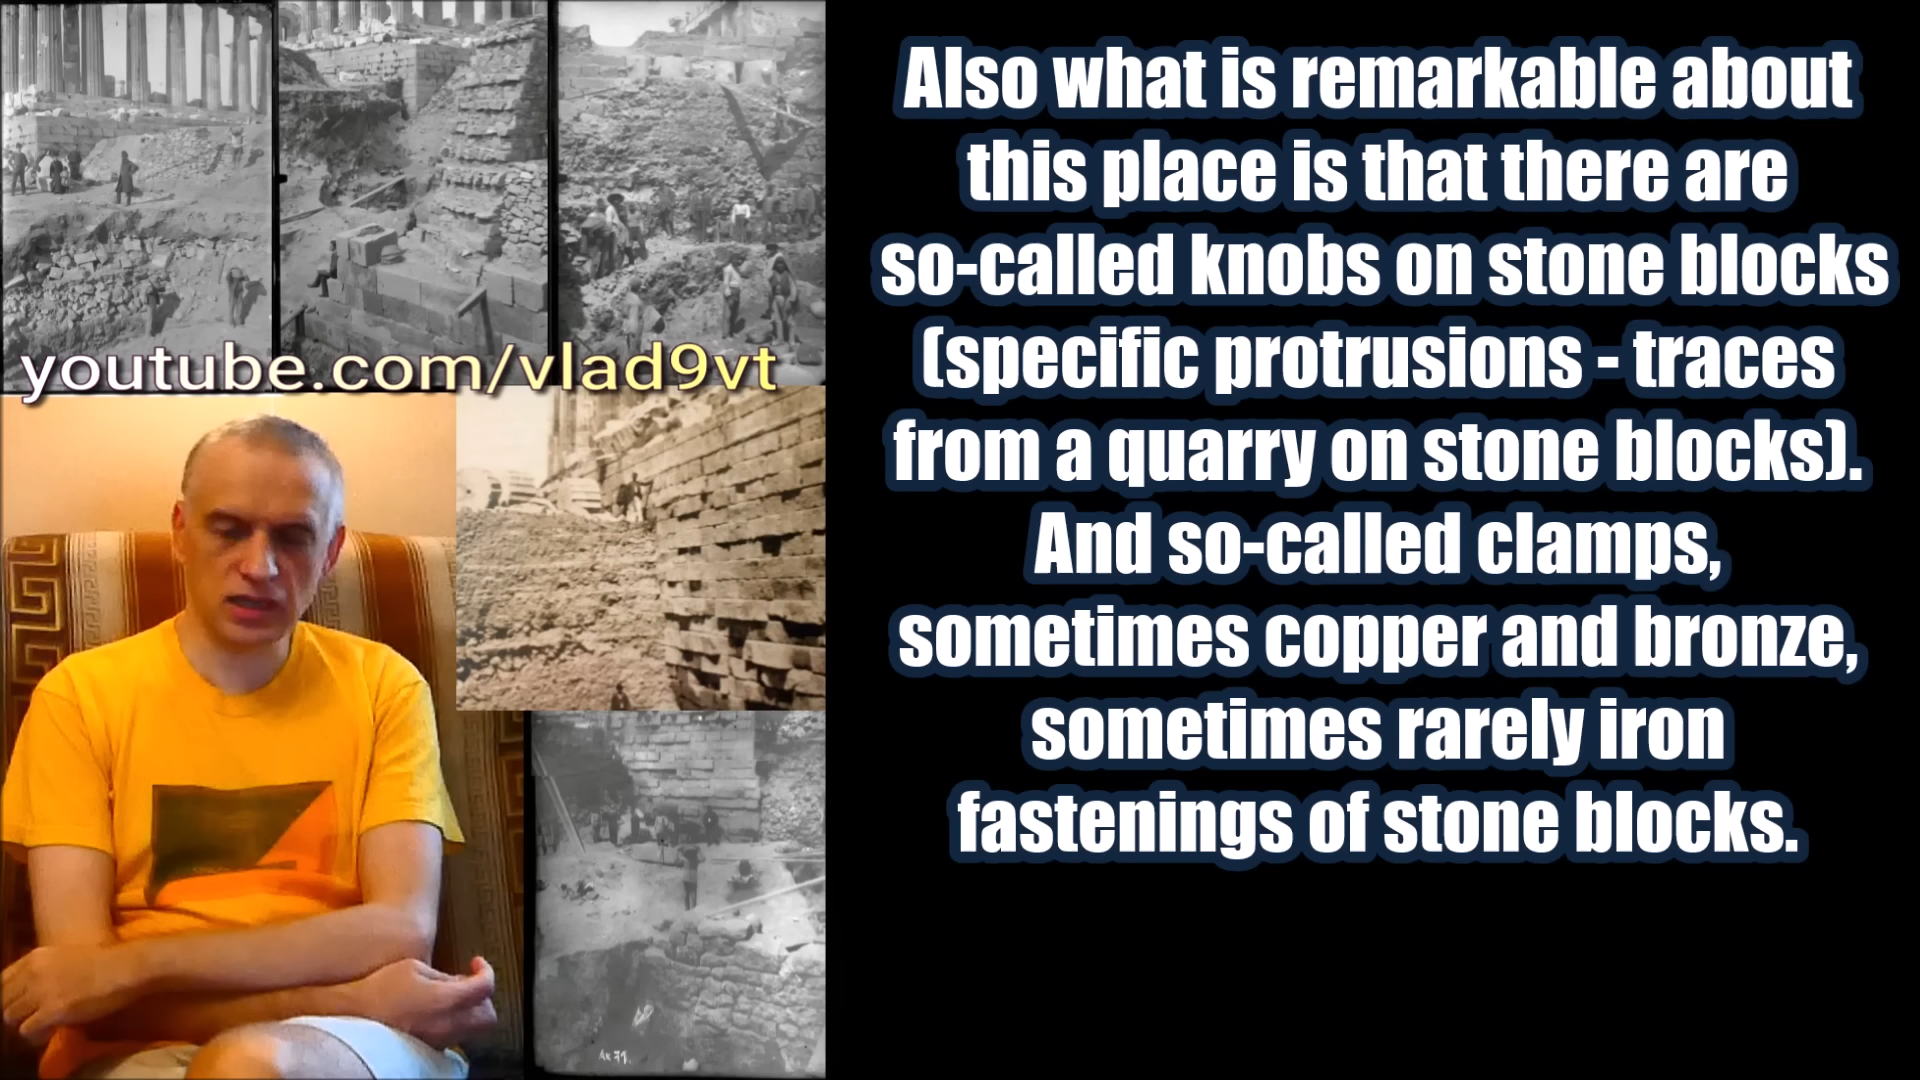 youtube.com/vlad9vt
Also what is remarkable about
this place is that there are
so-called knobs on stone blocks
(specific protrusions - traces
from a quarry on stone blocks).
And so-called clamps,
sometimes copper and bronze,
sometimes rarely iron
fastenings of stone blocks.
Ακ 71.